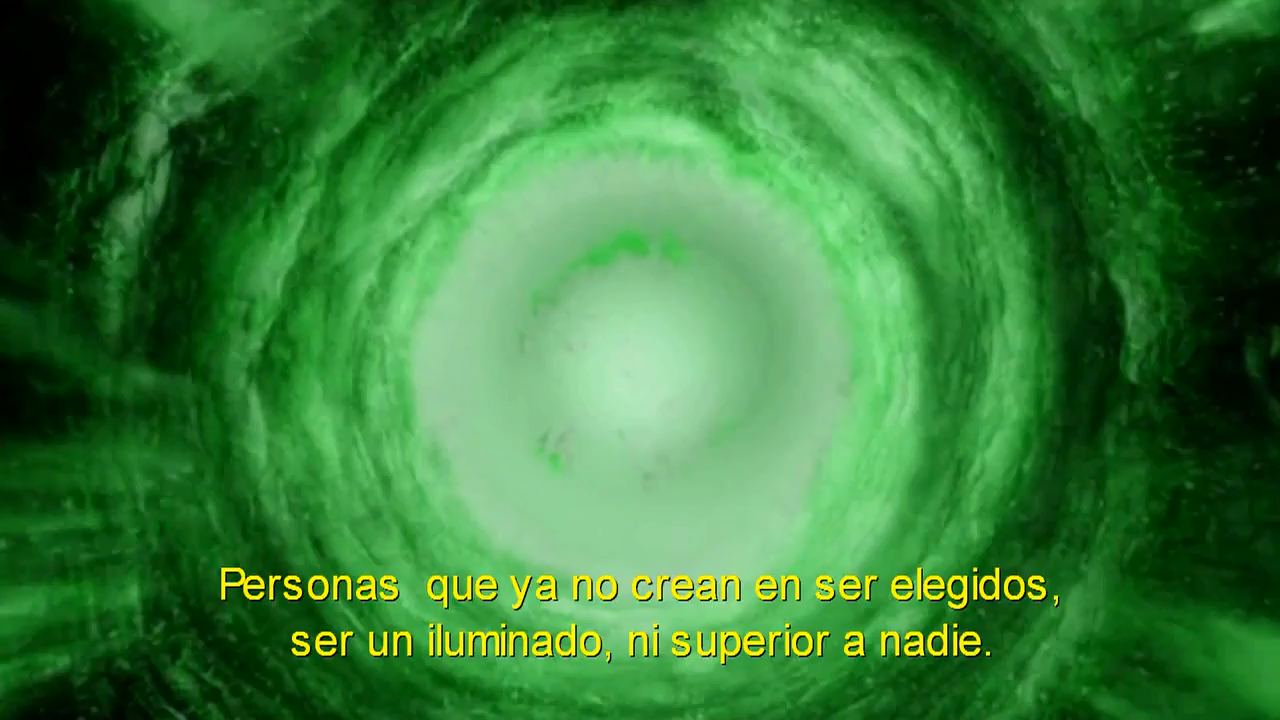 Personas  que ya no crean en ser elegidos,
ser un iluminado, ni superior a nadie.